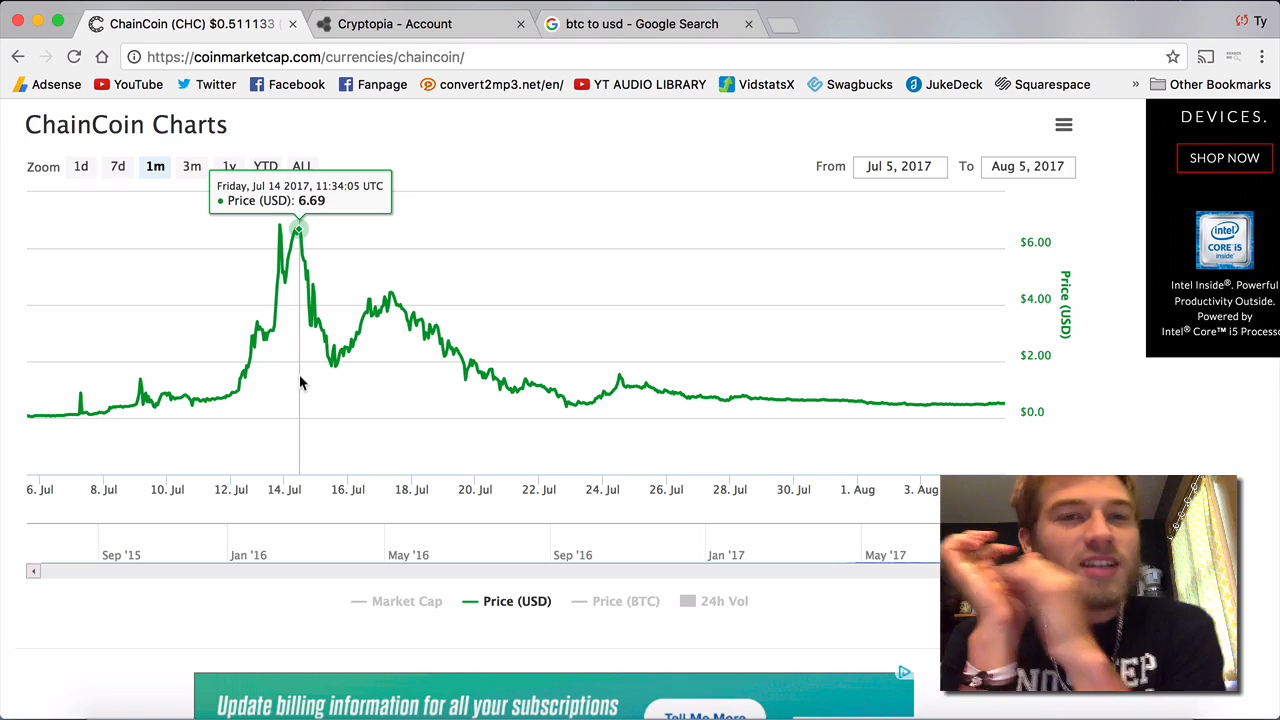 ChainCoin (CHC) $0.511133 (
Cryptopia - Account
btc to usd - Google Search
Ty
https://coinmarketcap.com/currencies/chaincoin/
Adsense
YouTube
Twitter
Facebook
Fanpage
convert2mp3.net/en/
YT AUDIO LIBRARY
VidstatsX
Swagbucks
JukeDeck
Squarespace
» Other Bookmarks
ChainCoin Charts
DEVICES.
SHOP NOW
Zoom 1d 7d 1m 3m 1y YTD ALL
From Jul 5, 2017 To Aug 5, 2017
Friday, Jul 14 2017, 11:34:05 UTC
Price (USD): 6.69
$6.00
$4.00
$2.00
$0.0
Price (USD)
intel
CORE i5
inside
Intel Inside®. Powerful
Productivity Outside.
Powered by
Intel® Core™ i5 Processo
6. Jul 8. Jul 10. Jul 12. Jul 14. Jul 16. Jul 18. Jul 20. Jul 22. Jul 24. Jul 26. Jul 28. Jul 30. Jul 1. Aug 3. Aug
Sep '15 Jan '16 May '16 Sep '16 Jan '17 May '17
Market Cap Price (USD) Price (BTC) 24h Vol
Update billing information for all your subscriptions
Tell Me More